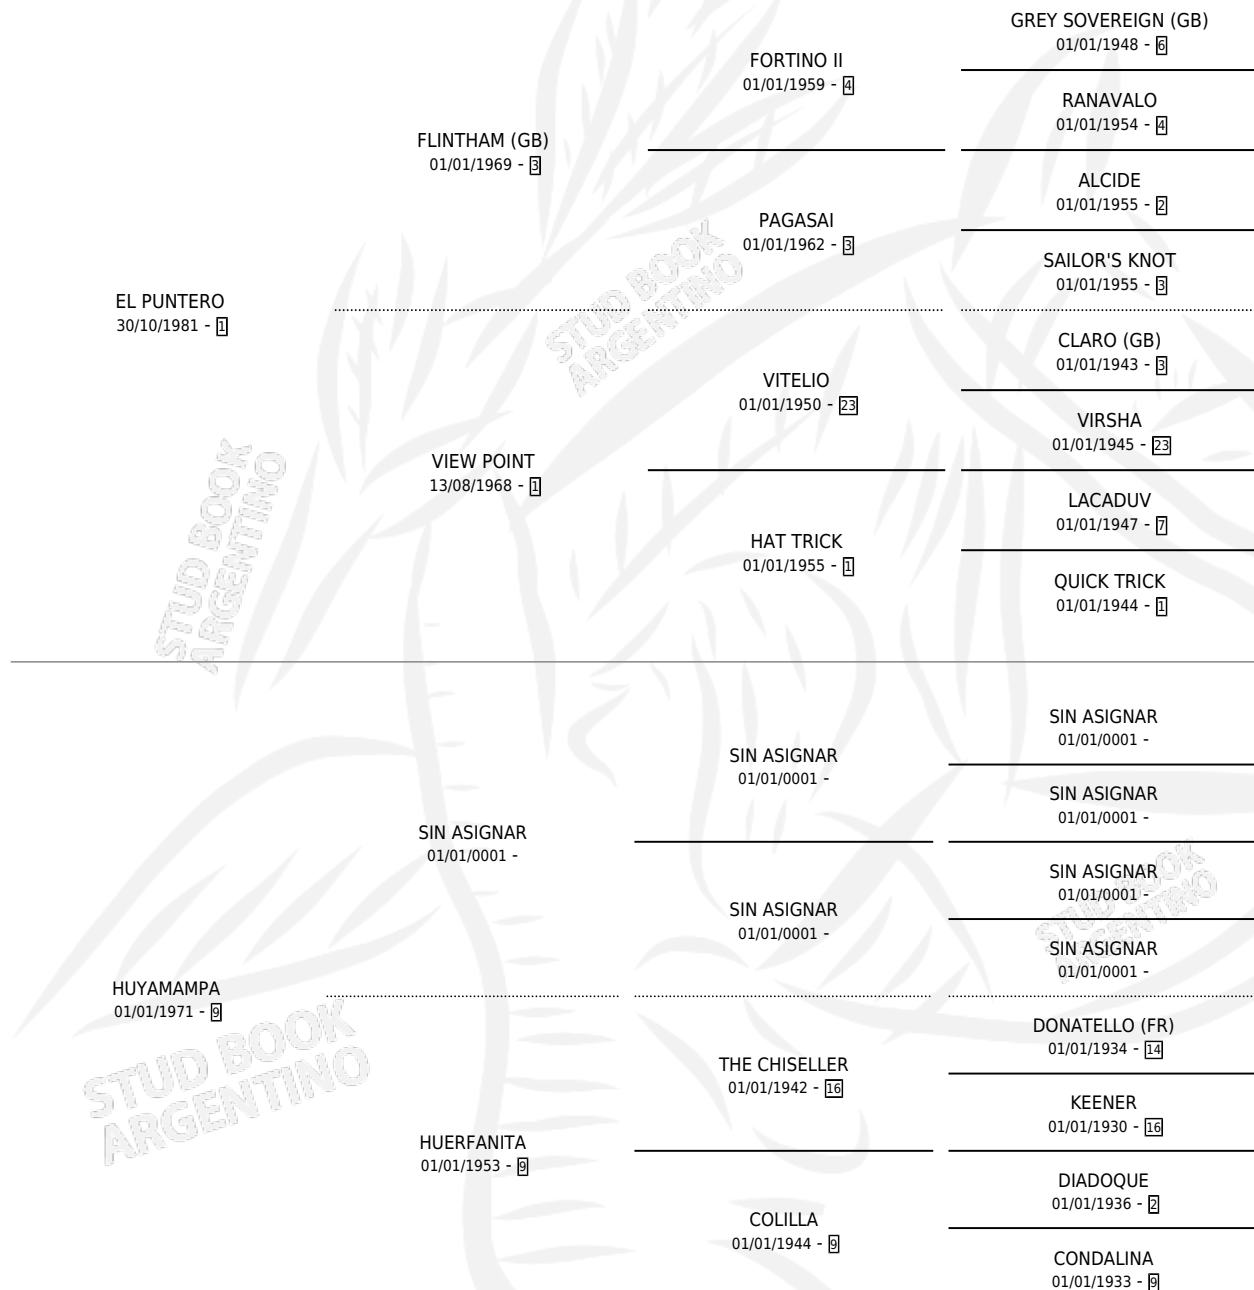 GREY SOVEREIGN (GB)
01/01/1948 - 6
FORTINO II
01/01/1959 - 4
RANAVALO
01/01/1954 - 4
FLINTHAM (GB)
01/01/1969 - 3
ALCIDE
01/01/1955 - 2
PAGASAI
01/01/1962 - 3
SAILOR'S KNOT
01/01/1955 - 3
EL PUNTERO
30/10/1981 - 1
STUD BOOK
ARGENTINO
CLARO (GB)
01/01/1943 - 3
VITELIO
01/01/1950 - 23
VIRSHA
01/01/1945 - 23
VIEW POINT
13/08/1968 - 1
LACADUV
01/01/1947 - 7
HAT TRICK
01/01/1955 - 1
QUICK TRICK
01/01/1944 - 1
STUD BOOK
ARGENTINO
SIN ASIGNAR
01/01/0001 -
SIN ASIGNAR
01/01/0001 -
SIN ASIGNAR
01/01/0001 -
SIN ASIGNAR
01/01/0001 -
SIN ASIGNAR
01/01/0001 -
SIN ASIGNAR
01/01/0001 -
SIN ASIGNAR
01/01/0001 -
STUD BOOK
ARGENTINO
HUYAMAMPA
01/01/1971 - 9
STUD BOOK
ARGENTINO
DONATELLO (FR)
01/01/1934 - 14
THE CHISELLER
01/01/1942 - 16
KEENER
01/01/1930 - 16
HUERFANITA
01/01/1953 - 9
DIADOQUE
01/01/1936 - 2
COLILLA
01/01/1944 - 9
CONDALINA
01/01/1933 - 9